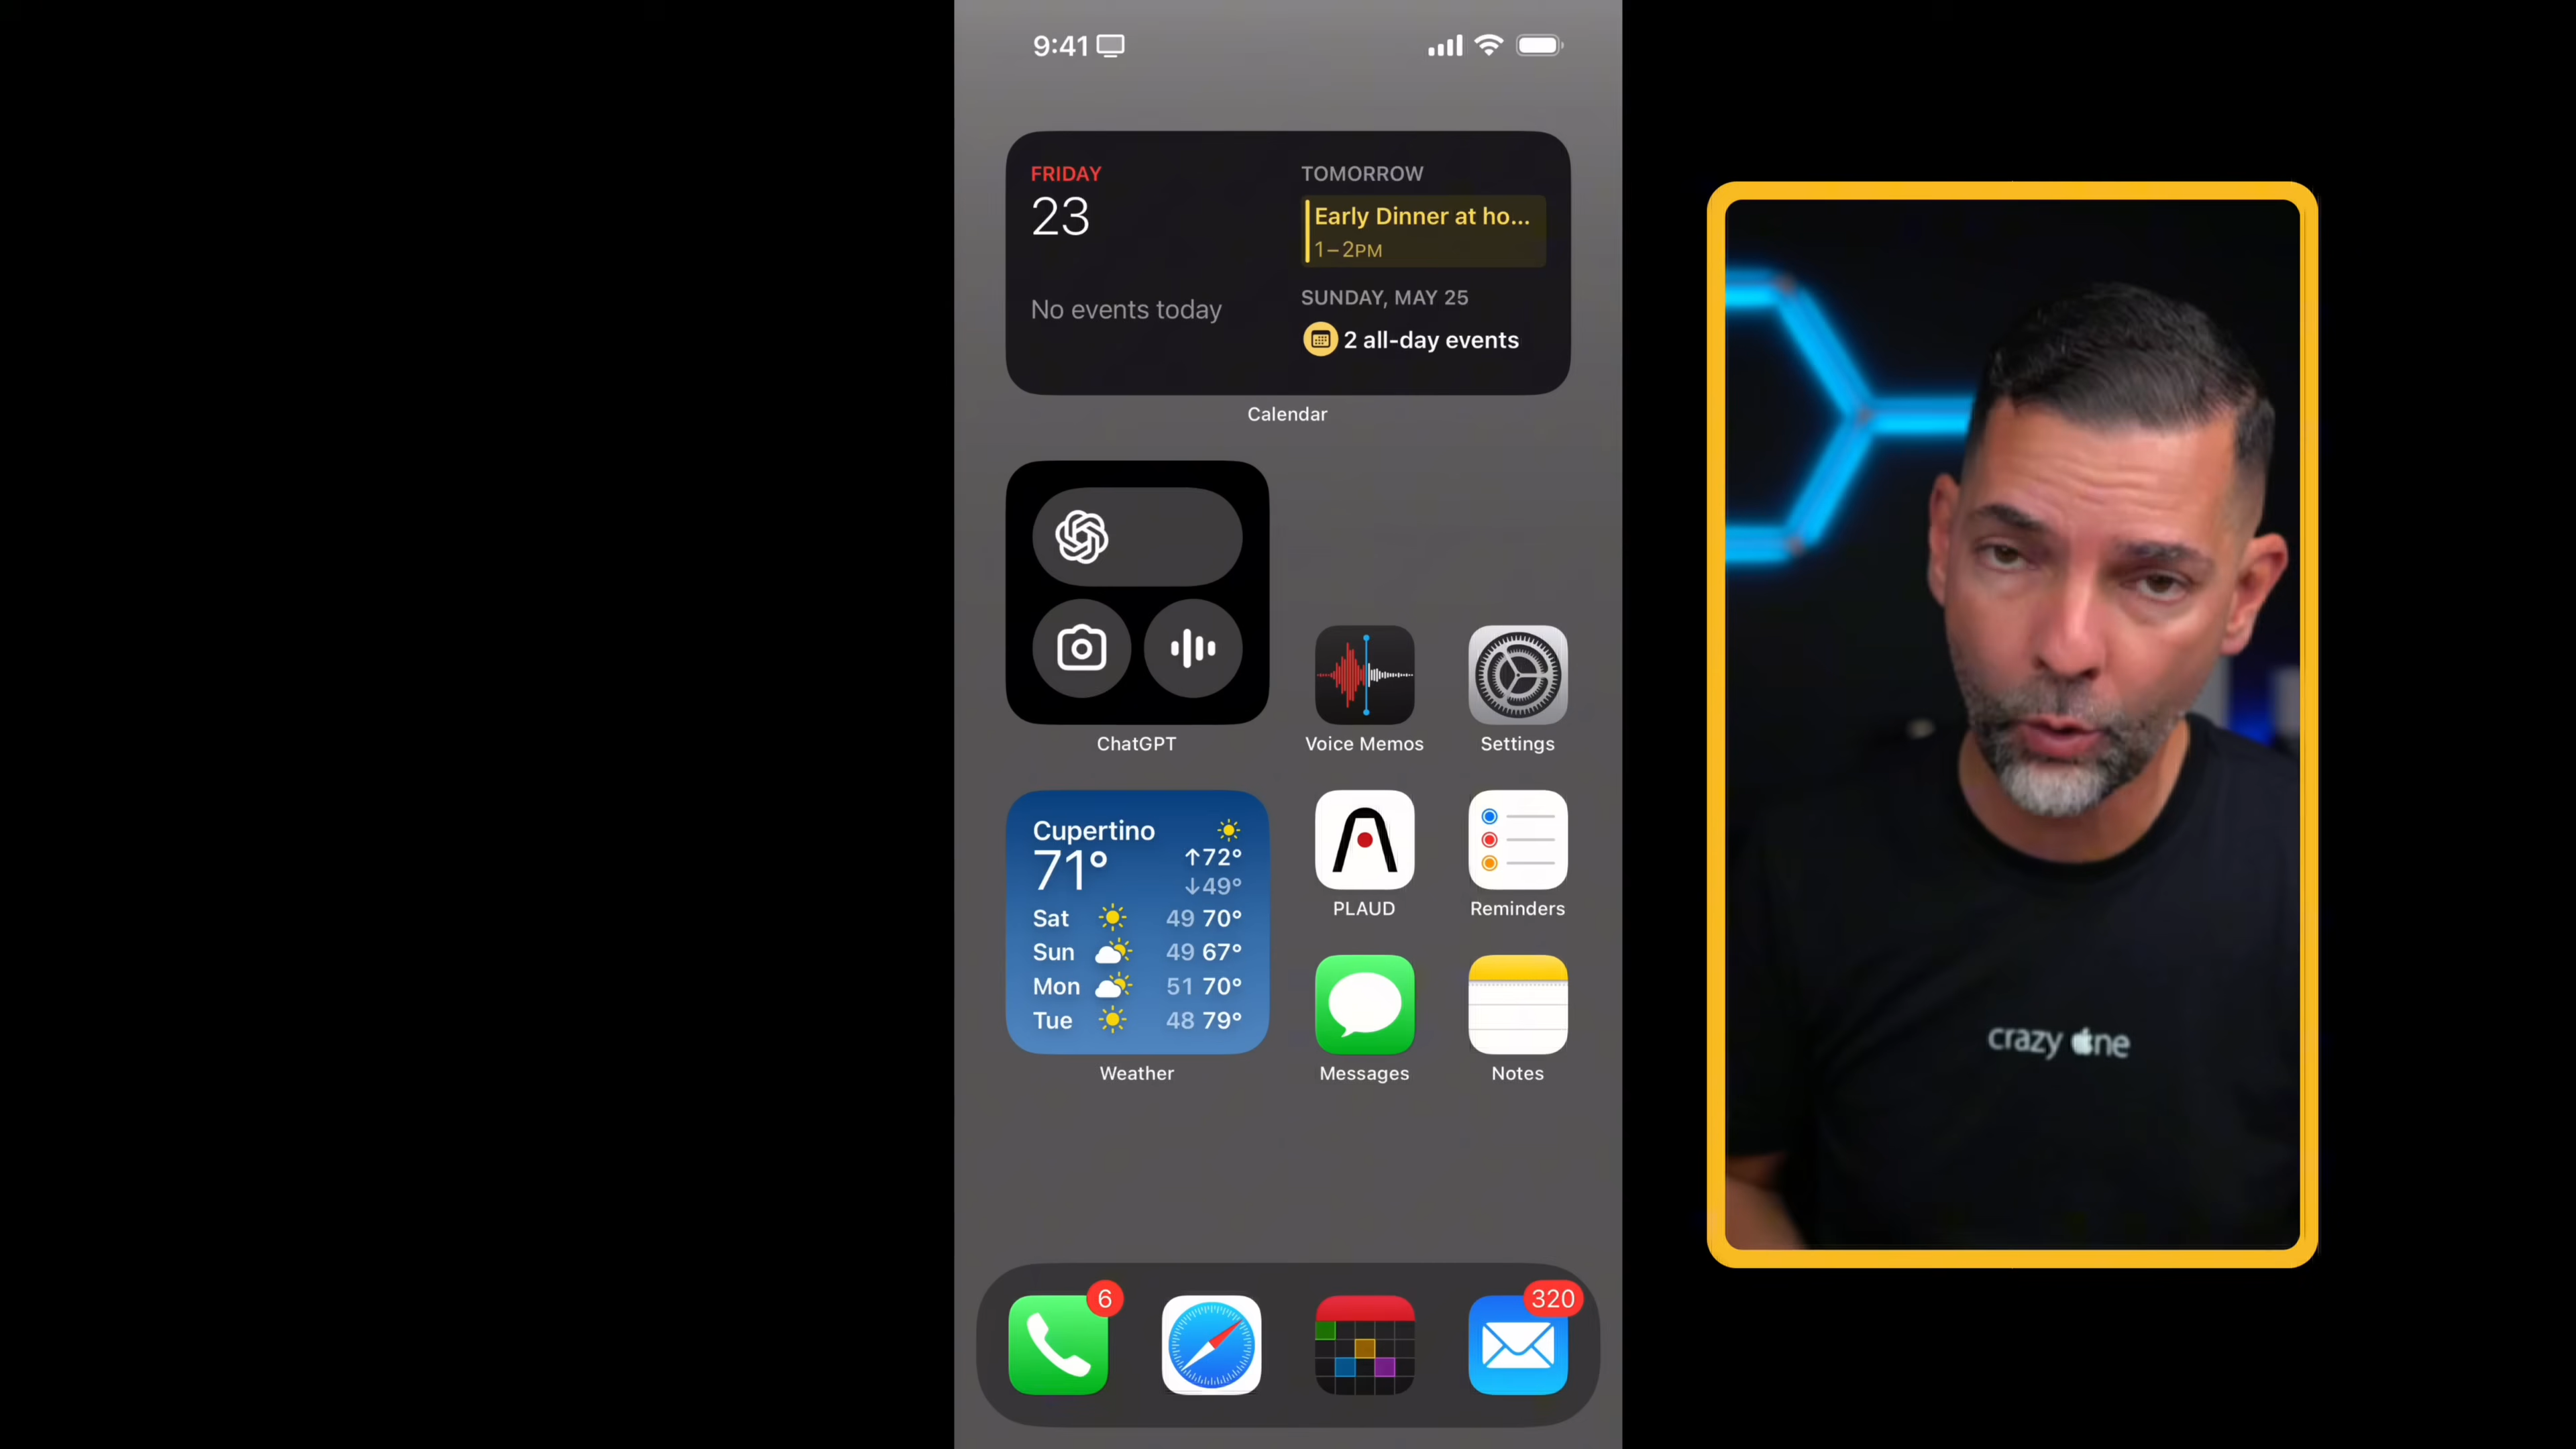 9:41
FRIDAY
23
No events today
TOMORROW
Early Dinner at ho...
1–2PM
SUNDAY, MAY 25
2 all-day events
Calendar
ChatGPT
Voice Memos
Settings
Cupertino
71°
↑72°
↓49°
Sat 49 70°
Sun 49 67°
Mon 51 70°
Tue 48 79°
Weather
PLAUD
Reminders
Messages
Notes
6
320
crazy one